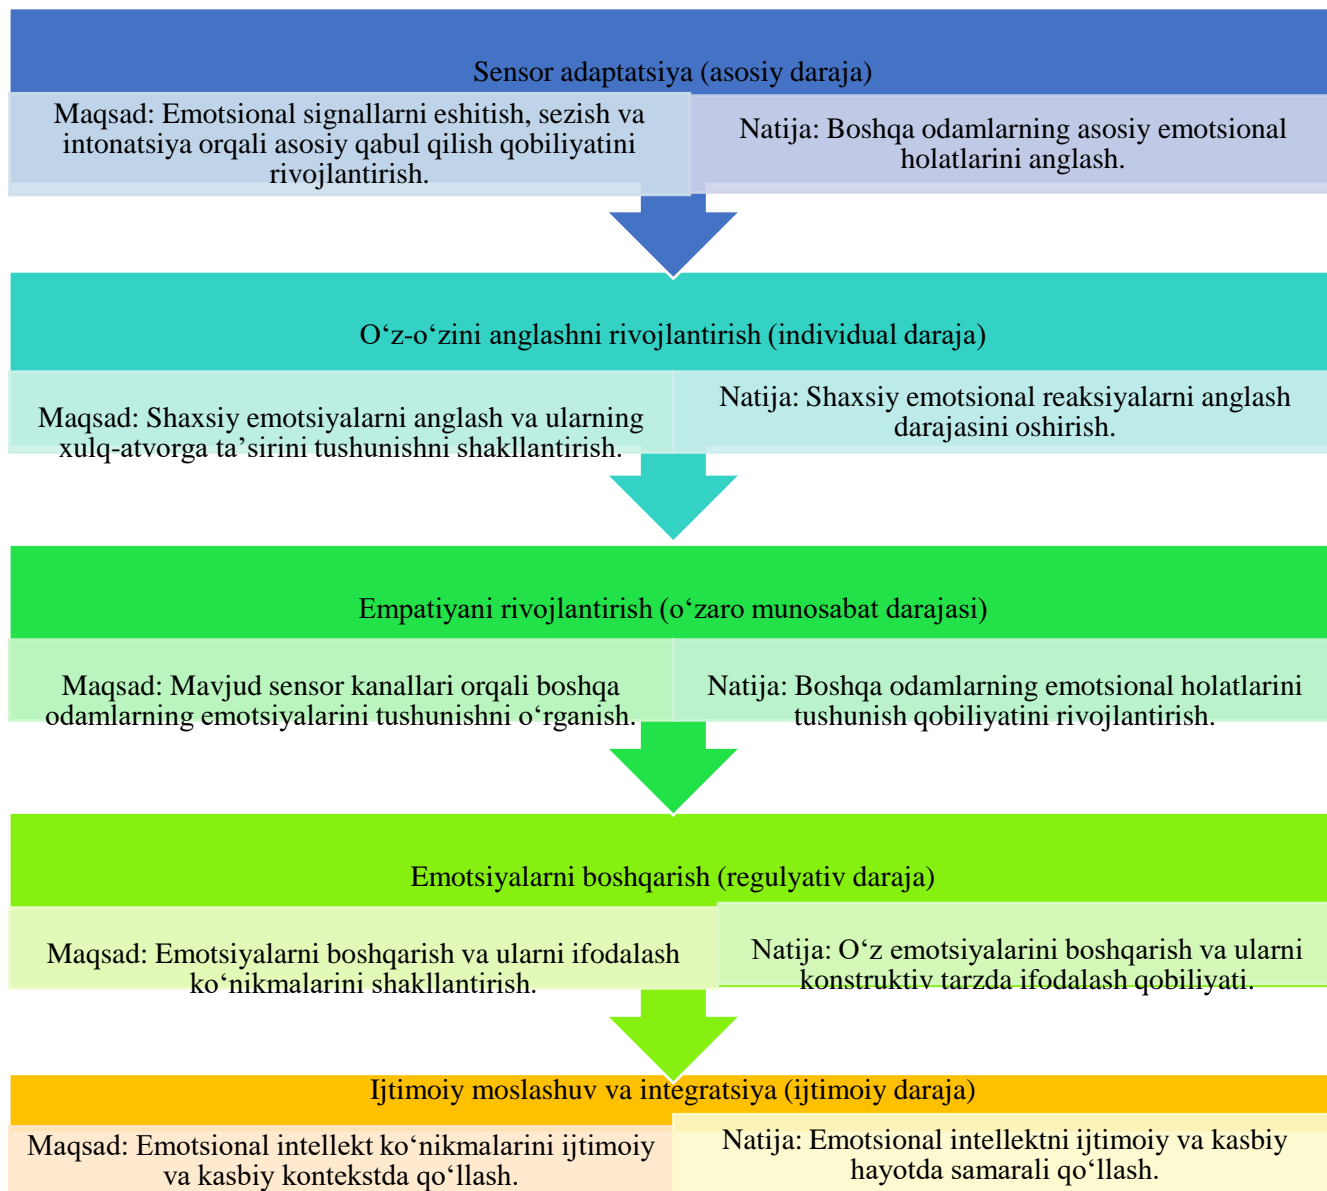 Sensor adaptatsiya (asosiy daraja)
Maqsad: Emotsional signallarni eshitish, sezish va
intonatsiya orqali asosiy qabul qilish qobiliyatini
rivojlantirish.
Natija: Boshqa odamlarning asosiy emotsional
holatlarini anglash.
O‘z-o‘zini anglashni rivojlantirish (individual daraja)
Maqsad: Shaxsiy emotsiyalarni anglash va ularning
xulq-atvorga ta’sirini tushunishni shakllantirish.
Natija: Shaxsiy emotsional reaksiyalarni anglash
darajasini oshirish.
Empatiyani rivojlantirish (o‘zaro munosabat darajasi)
Maqsad: Mavjud sensor kanallari orqali boshqa
odamlarning emotsiyalarini tushunishni o‘rganish.
Natija: Boshqa odamlarning emotsional holatlarini
tushunish qobiliyatini rivojlantirish.
Emotsiyalarni boshqarish (regulyativ daraja)
Maqsad: Emotsiyalarni boshqarish va ularni ifodalash
ko‘nikmalarini shakllantirish.
Natija: O‘z emotsiyalarini boshqarish va ularni
konstruktiv tarzda ifodalash qobiliyati.
Ijtimoiy moslashuv va integratsiya (ijtimoiy daraja)
Maqsad: Emotsional intellekt ko‘nikmalarini ijtimoiy
va kasbiy kontekstda qo‘llash.
Natija: Emotsional intellektni ijtimoiy va kasbiy
hayotda samarali qo‘llash.